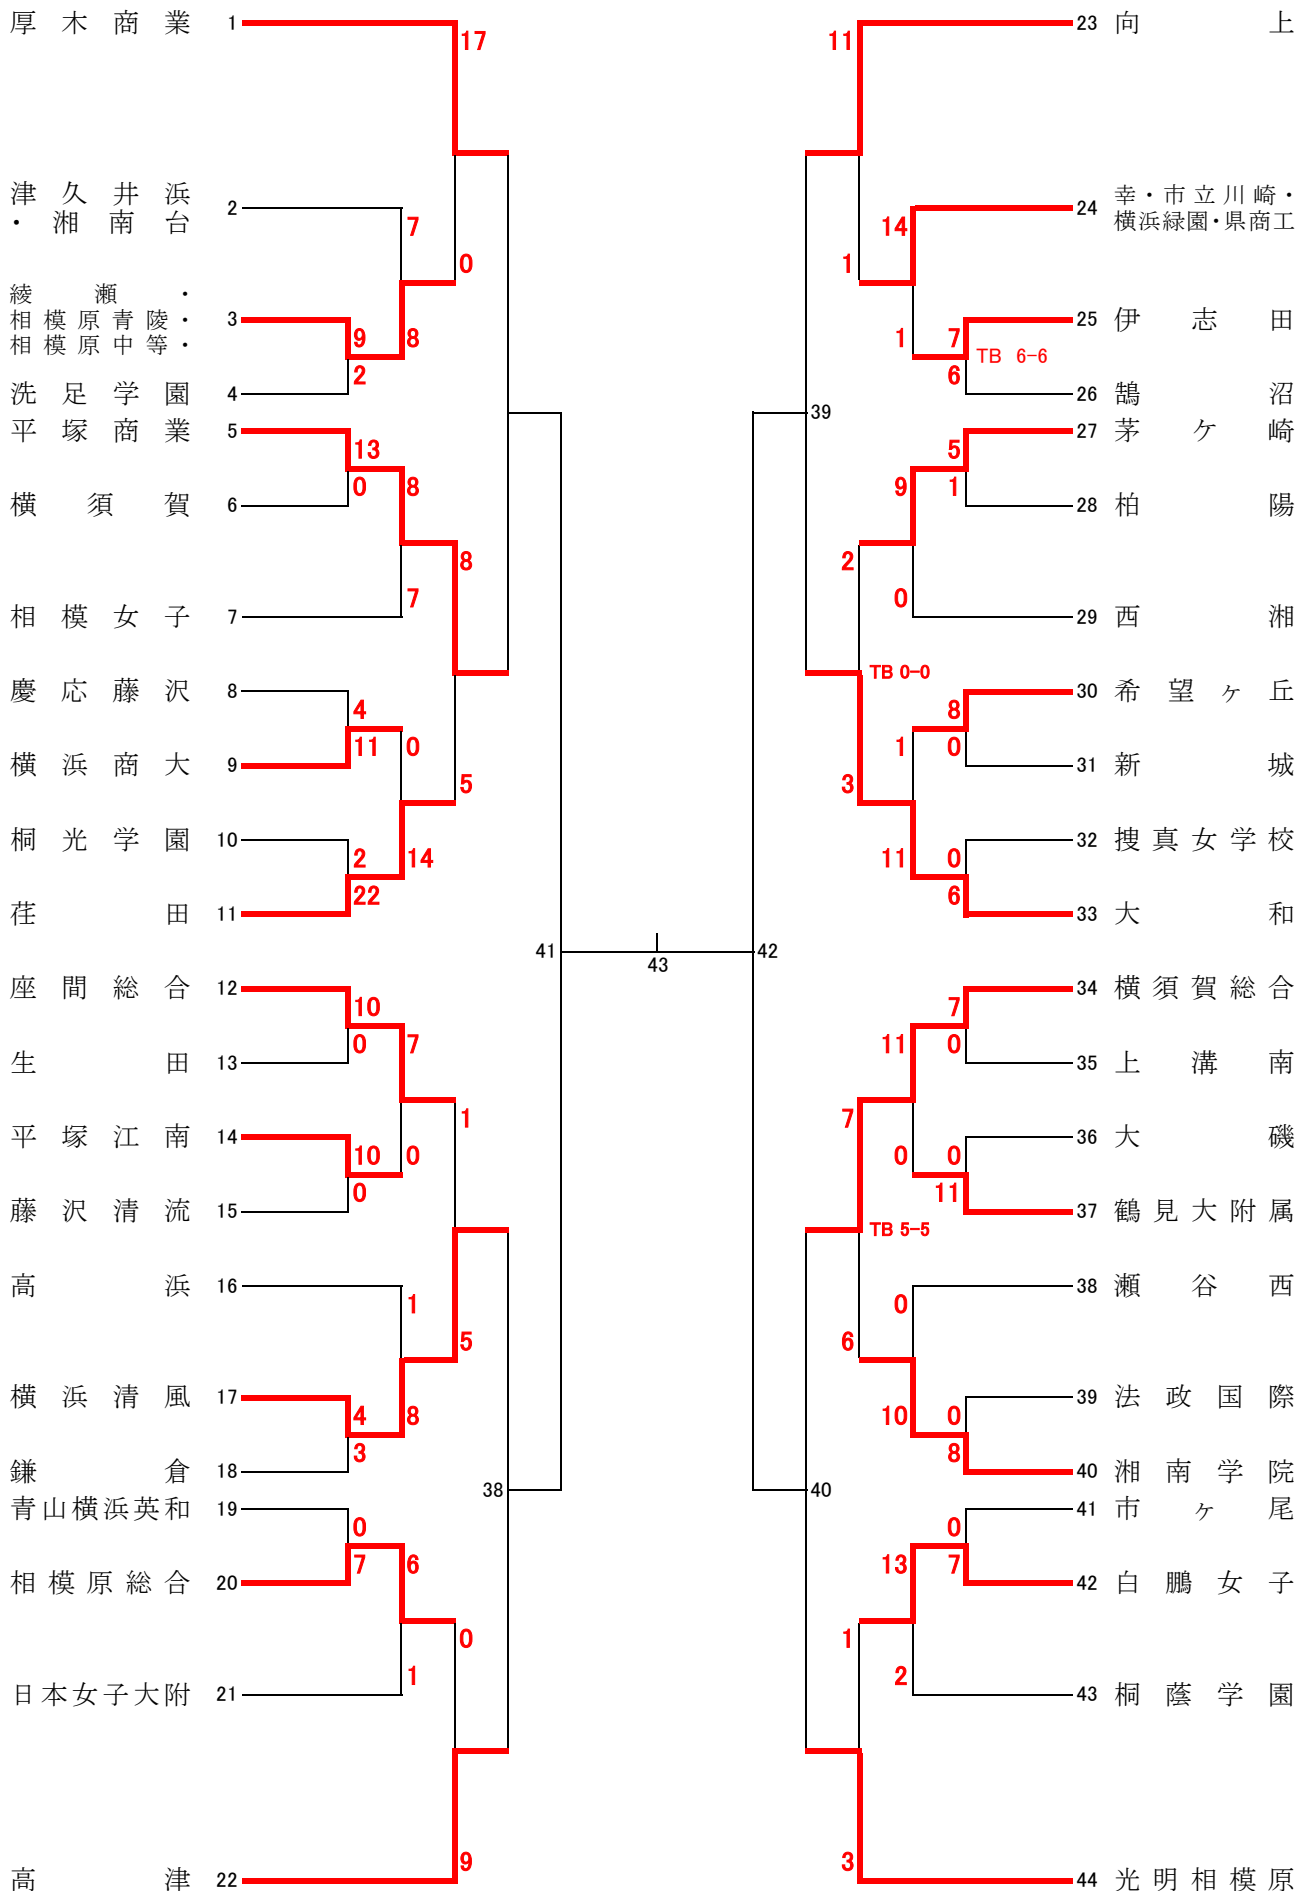 厚木商業 1
17
津久井浜
・湘南台 2
7
0
綾瀬・
相模原青陵・ 3
相模原中等・
9
8
2
洗足学園 4
平塚商業 5
13
0
8
横須賀 6
8
7
相模女子 7
慶応藤沢 8
4
11
0
横浜商大 9
5
桐光学園 10
2
14
22
荏田 11
座間総合 12
10
0
7
生田 13
1
平塚江南 14
10
0
0
藤沢清流 15
高浜 16
1
5
横浜清風 17
4
8
3
鎌倉 18
38
青山横浜英和 19
0
7
6
相模原総合 20
0
1
日本女子大附 21
9
高津 22
41
43
42
11
23 向上
14
24 幸・市立川崎・
横浜緑園・県商工
1
1
7
25 伊志田
TB 6-6
6
26 鵠沼
39
5
27 茅ケ崎
9
1
28 柏陽
2
0
29 西湘
TB 0-0
8
30 希望ヶ丘
1
0
31 新城
3
32 捜真女学校
11
0
6
33 大和
7
34 横須賀総合
11
0
35 上溝南
7
36 大磯
0
0
11
37 鶴見大附属
TB 5-5
38 瀬谷西
0
6
39 法政国際
10
0
8
40 湘南学院
40
41 市ヶ尾
0
13
7
42 白鵬女子
1
2
43 桐蔭学園
3
44 光明相模原